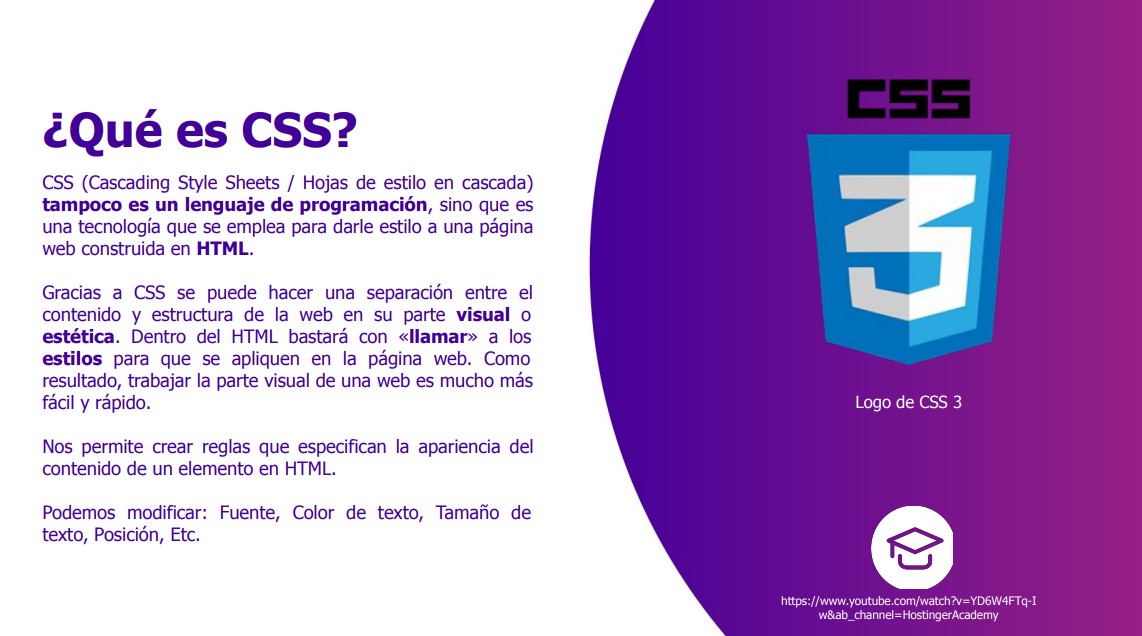 ¿Qué es CSS?
CSS (Cascading Style Sheets / Hojas de estilo en cascada)
tampoco es un lenguaje de programación, sino que es
una tecnología que se emplea para darle estilo a una página
web construida en HTML.
Gracias a CSS se puede hacer una separación entre el
contenido y estructura de la web en su parte visual o
estética. Dentro del HTML bastará con «llamar» a los
estilos para que se apliquen en la página web. Como
resultado, trabajar la parte visual de una web es mucho más
fácil y rápido.
Nos permite crear reglas que especifican la apariencia del
contenido de un elemento en HTML.
Podemos modificar: Fuente, Color de texto, Tamaño de
texto, Posición, Etc.
CSS
3
Logo de CSS 3
https://www.youtube.com/watch?v=YD6W4FTq-I
w&ab_channel=HostingerAcademy